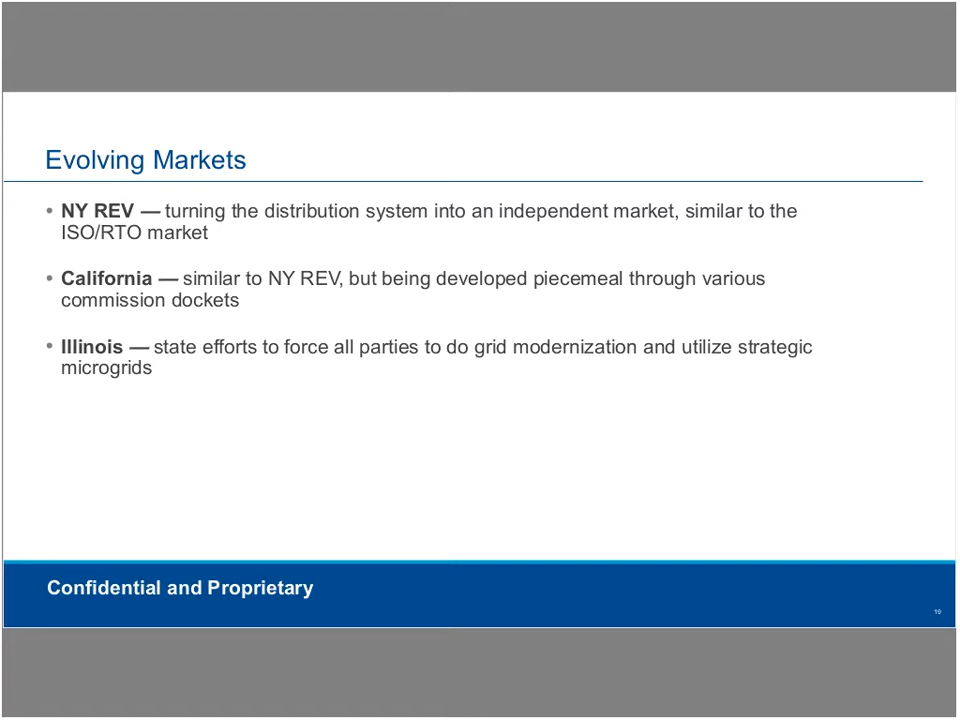 Evolving Markets
• NY REV — turning the distribution system into an independent market, similar to the
ISO/RTO market
• California — similar to NY REV, but being developed piecemeal through various
commission dockets
• Illinois — state efforts to force all parties to do grid modernization and utilize strategic
microgrids
Confidential and Proprietary
19